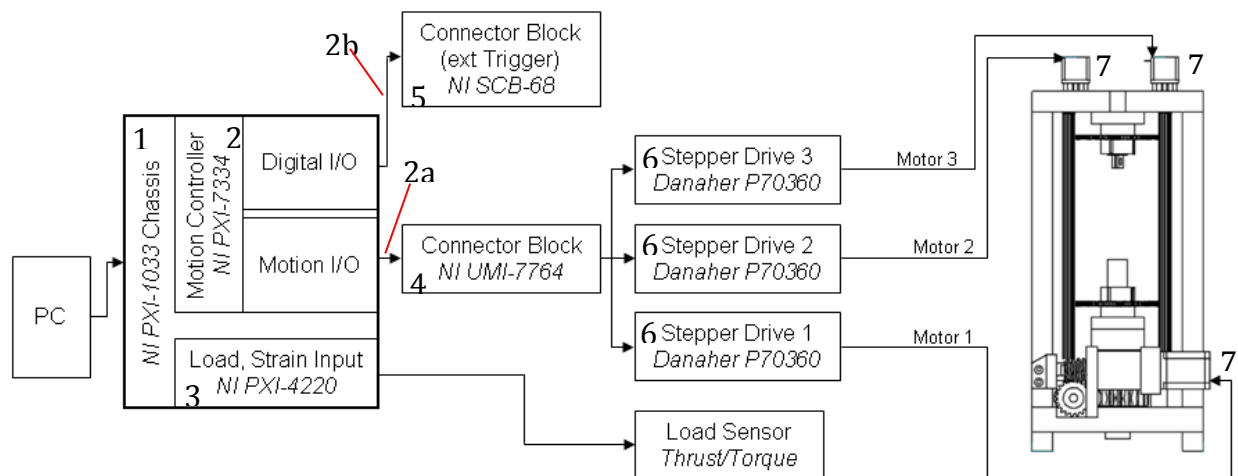 PC
1
NI PXI-1033 Chassis
Motion Controller
NI PXI-7334
2
Digital I/O
Motion I/O
3
Load, Strain Input
NI PXI-4220
2b
2a
Connector Block
(ext Trigger)
NI SCB-68
5
Connector Block
NI UMI-7764
4
6 Stepper Drive 3
Danaher P70360
6 Stepper Drive 2
Danaher P70360
6 Stepper Drive 1
Danaher P70360
Load Sensor
Thrust/Torque
Motor 3
Motor 2
Motor 1
7
7
7